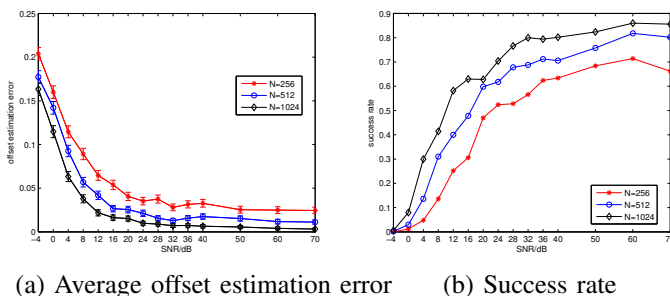 0.25
0.2
0.15
0.1
0.05
0
offset estimation error
N=256
N=512
N=1024
−4 0 4 8 12 16 20 24 28 32 36 40 50 60 70
SNR/dB
0.9
0.8
0.7
0.6
0.5
0.4
0.3
0.2
0.1
0
success rate
N=256
N=512
N=1024
−4 0 4 8 12 16 20 24 28 32 36 40 50 60 70
SNR/dB
(a) Average offset estimation error
(b) Success rate